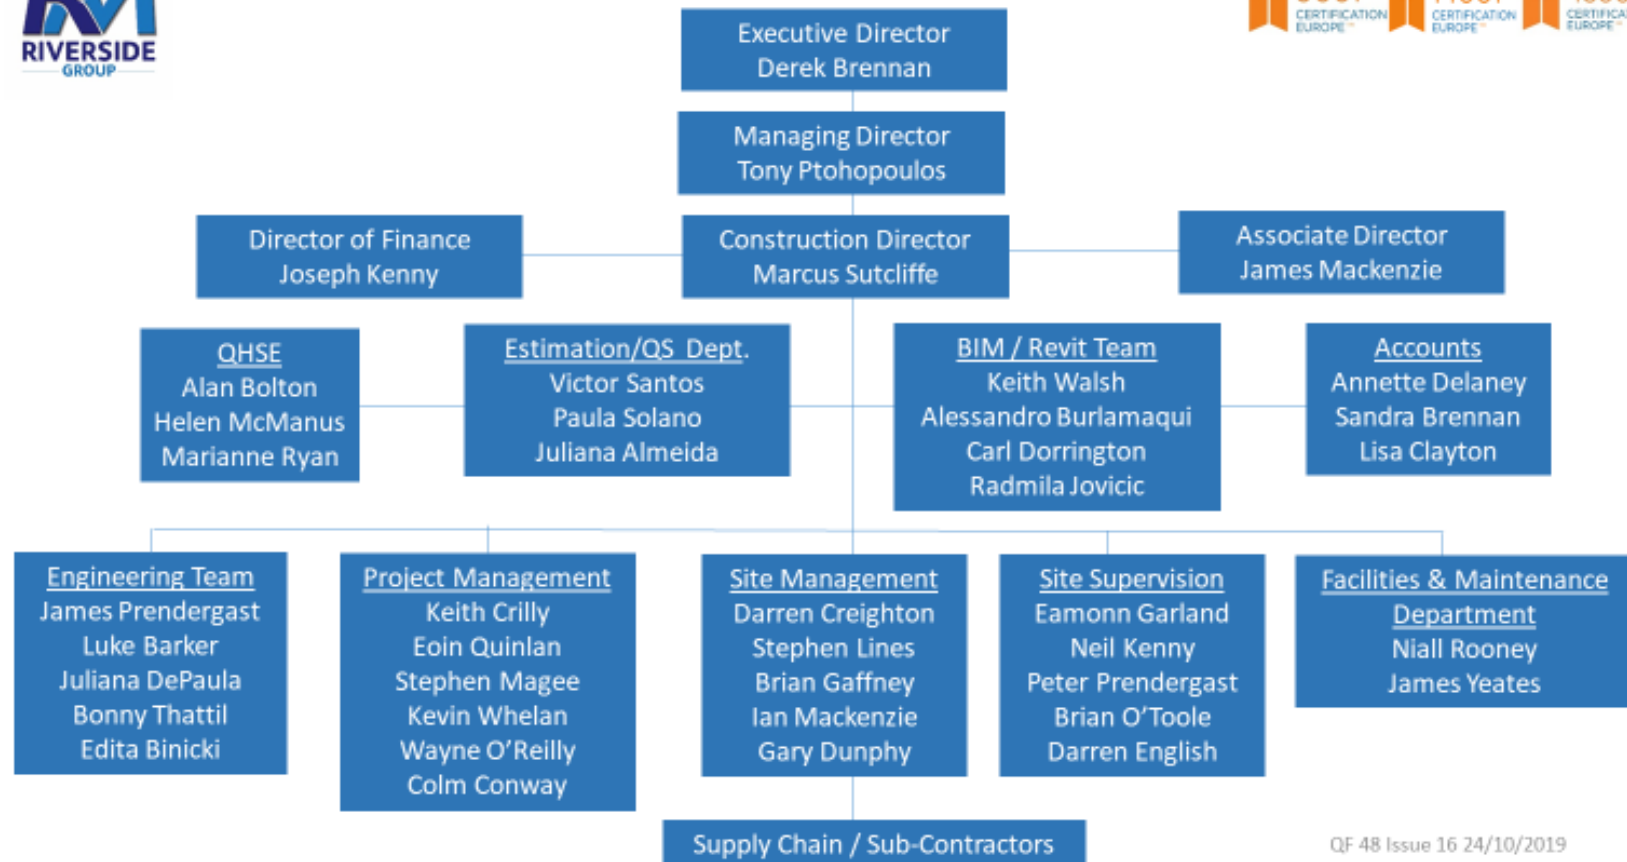 RIVERSIDE
GROUP
CERTIFICATION
EUROPE
CERTIFICATION
EUROPE
EUROPE
Executive Director
Derek Brennan
Managing Director
Tony Ptohopoulos
Director of Finance
Joseph Kenny
Construction Director
Marcus Sutcliffe
Associate Director
James Mackenzie
QHSE
Alan Bolton
Helen McManus
Marianne Ryan
Estimation/QS Dept.
Victor Santos
Paula Solano
Juliana Almeida
BIM / Revit Team
Keith Walsh
Alessandro Burlamaqui
Carl Dorrington
Radmila Jovicic
Accounts
Annette Delaney
Sandra Brennan
Lisa Clayton
Engineering Team
James Prendergast
Luke Barker
Juliana DePaula
Bonny Thattil
Edita Binicki
Project Management
Keith Crilly
Eoin Quinlan
Stephen Magee
Kevin Whelan
Wayne O'Reilly
Colm Conway
Site Management
Darren Creighton
Stephen Lines
Brian Gaffney
Ian Mackenzie
Gary Dunphy
Site Supervision
Eamonn Garland
Neil Kenny
Peter Prendergast
Brian O'Toole
Darren English
Facilities & Maintenance
Department
Niall Rooney
James Yeates
Supply Chain / Sub-Contractors
QF 48 Issue 16 24/10/2019